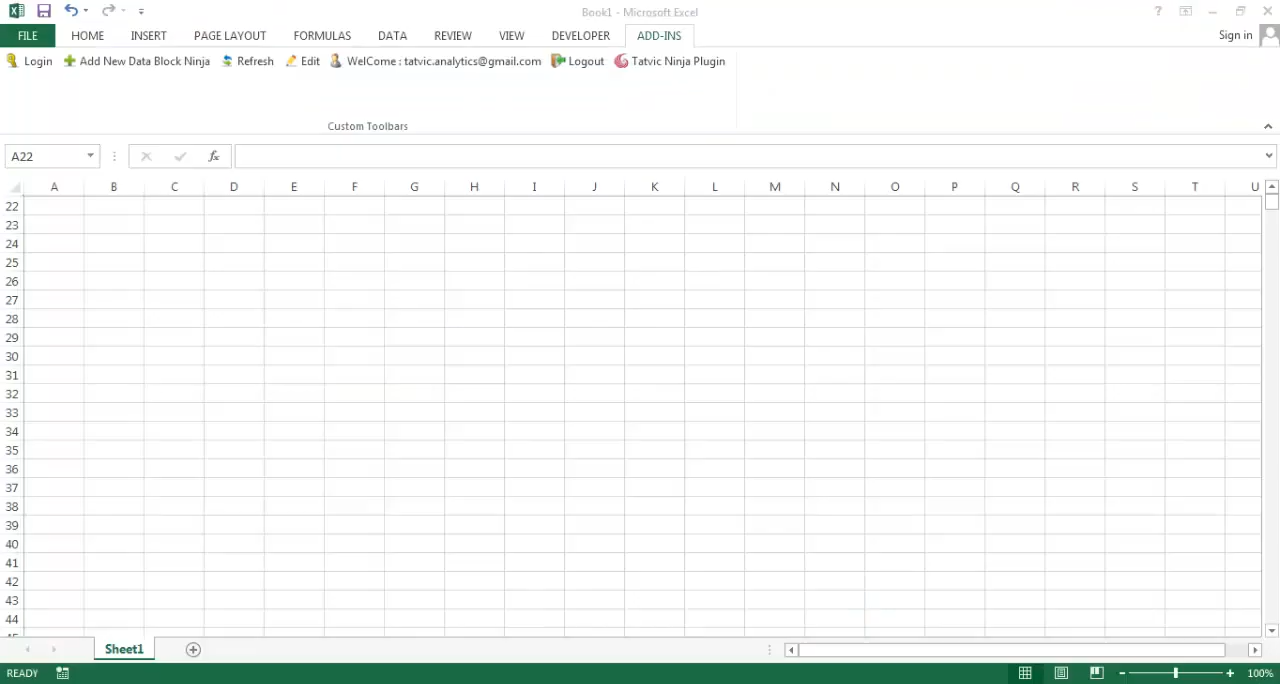 Book1 - Microsoft Excel
FILE HOME INSERT PAGE LAYOUT FORMULAS DATA REVIEW VIEW DEVELOPER ADD-INS Sign in
Login Add New Data Block Ninja Refresh Edit WelCome : tatvic.analytics@gmail.com Logout Tatvic Ninja Plugin
Custom Toolbars
A22 fx
A B C D E F G H I J K L M N O P Q R S T U
22
23
24
25
26
27
28
29
30
31
32
33
34
35
36
37
38
39
40
41
42
43
44
Sheet1
READY 100%